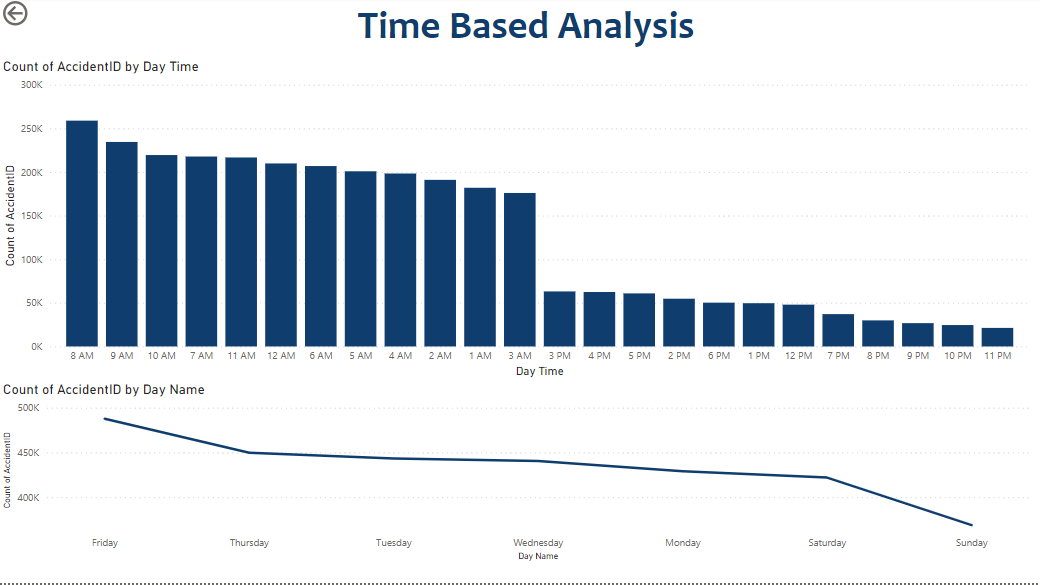 Time Based Analysis
Count of AccidentID by Day Time
300K
250K
200K
150K
100K
50K
0K
Count of AccidentID
8 AM 9 AM 10 AM 7 AM 11 AM 12 AM 6 AM 5 AM 4 AM 2 AM 1 AM 3 AM 3 PM 4 PM 5 PM 2 PM 6 PM 1 PM 12 PM 7 PM 8 PM 9 PM 10 PM 11 PM
Day Time
Count of AccidentID by Day Name
500K
450K
400K
Count of AccidentID
Friday Thursday Tuesday Wednesday Monday Saturday Sunday
Day Name